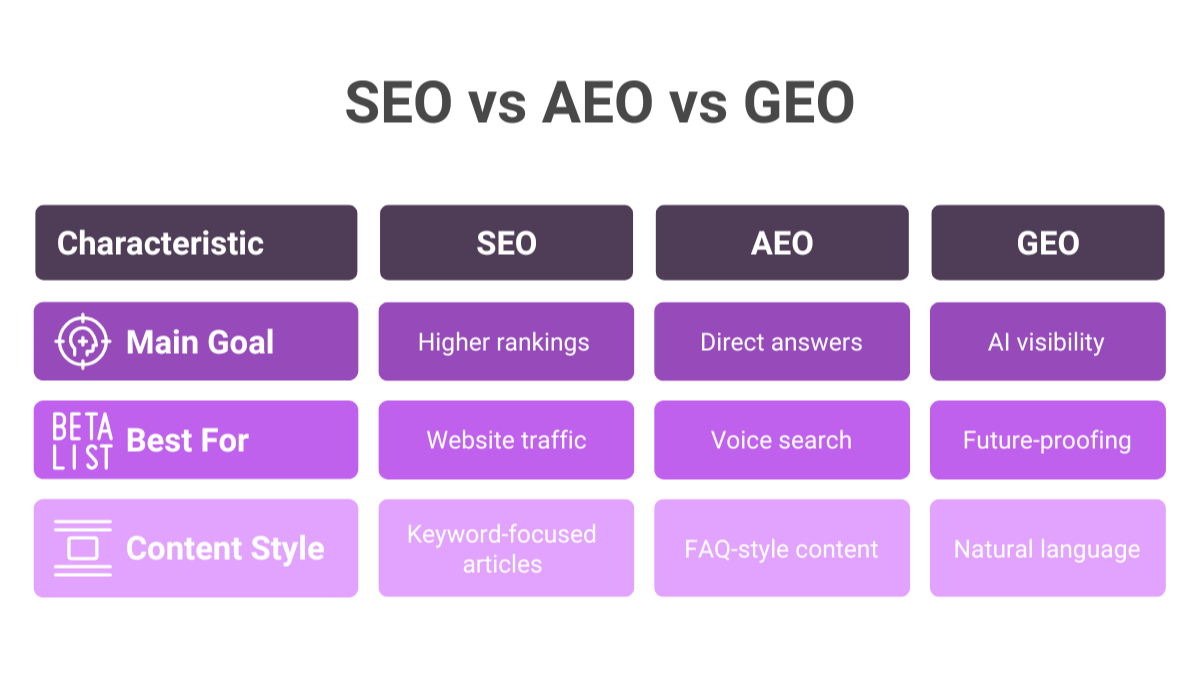 SEO vs AEO vs GEO
Characteristic
SEO
AEO
GEO
Main Goal
Higher rankings
Direct answers
AI visibility
BETA
LIST
Best For
Website traffic
Voice search
Future-proofing
Content Style
Keyword-focused
articles
FAQ-style content
Natural language